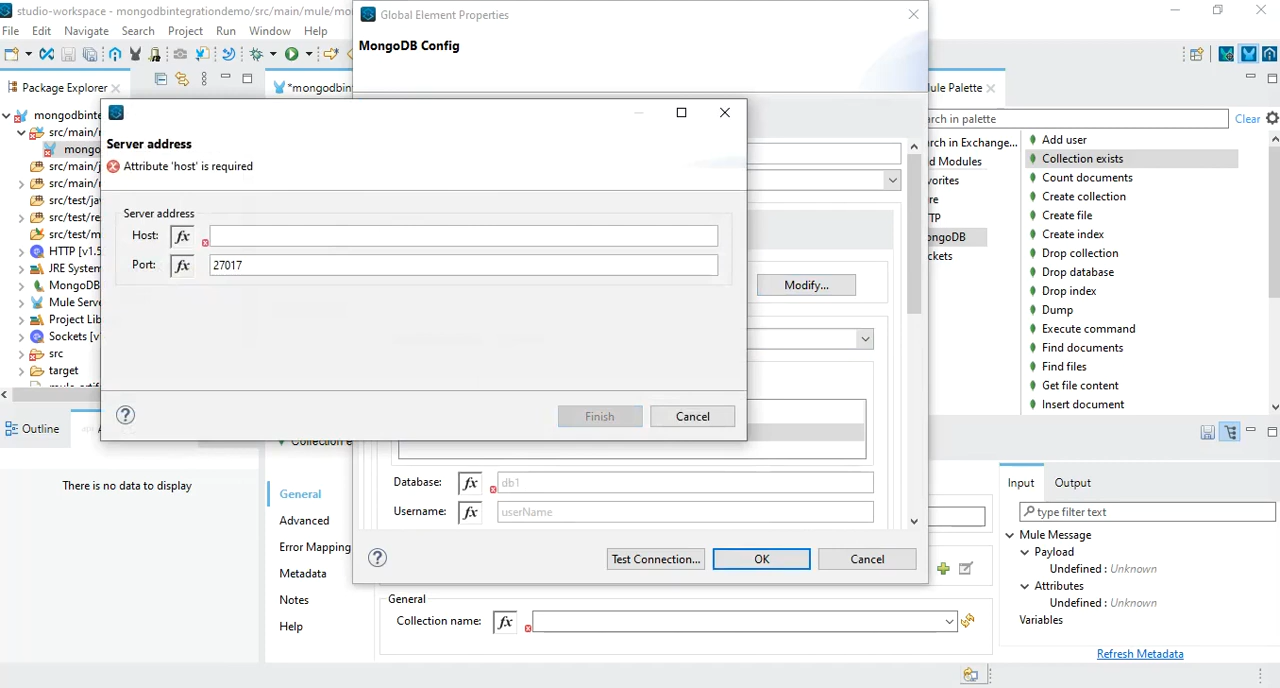 studio-workspace - mongodbintegrationdemo/src/main/mule/mo
File Edit Navigate Search Project Run Window Help
Package Explorer
*mongodbin
mongodbinte
src/main/
mongo
src/main/j
src/main/
src/test/jav
src/test/re
src/test/m
HTTP [v1.5
JRE System
MongoDB
Mule Serve
Project Lib
Sockets [v
src
target
Outline
There is no data to display
Global Element Properties
MongoDB Config
Modify...
Database: fx db1
Username: fx userName
Test Connection...
OK
Cancel
Server address
Attribute 'host' is required
Server address
Host: fx
Port: fx 27017
Finish
Cancel
General
Advanced
Error Mapping
Metadata
Notes
Help
General
Collection name: fx
ule Palette
arch in palette
Clear
rch in Exchange...
d Modules
vorites
re
TP
ongoDB
ckets
Add user
Collection exists
Count documents
Create collection
Create file
Create index
Drop collection
Drop database
Drop index
Dump
Execute command
Find documents
Find files
Get file content
Insert document
Input Output
type filter text
Mule Message
Payload
Undefined : Unknown
Attributes
Undefined : Unknown
Variables
Refresh Metadata